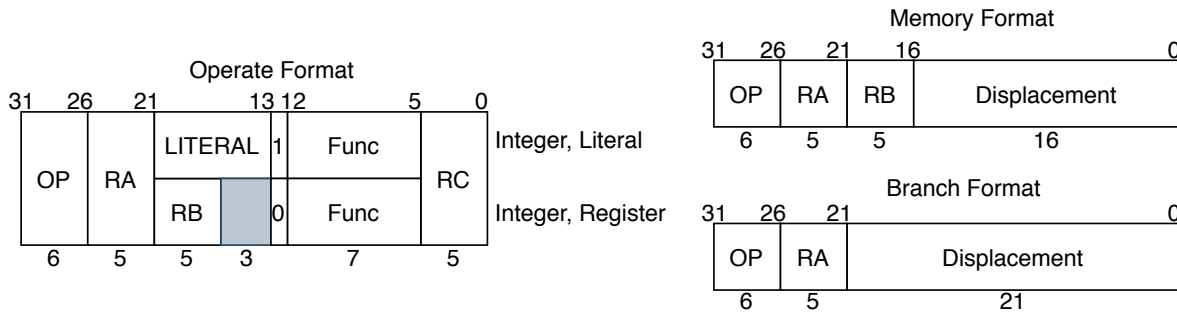 Operate Format
31 26 21 13 12 5 0
OP RA LITERAL 1 Func RC Integer, Literal
RB 0 Func Integer, Register
6 5 5 3 7 5
Memory Format
31 26 21 16 0
OP RA RB Displacement
6 5 5 16
Branch Format
31 26 21 0
OP RA Displacement
6 5 21